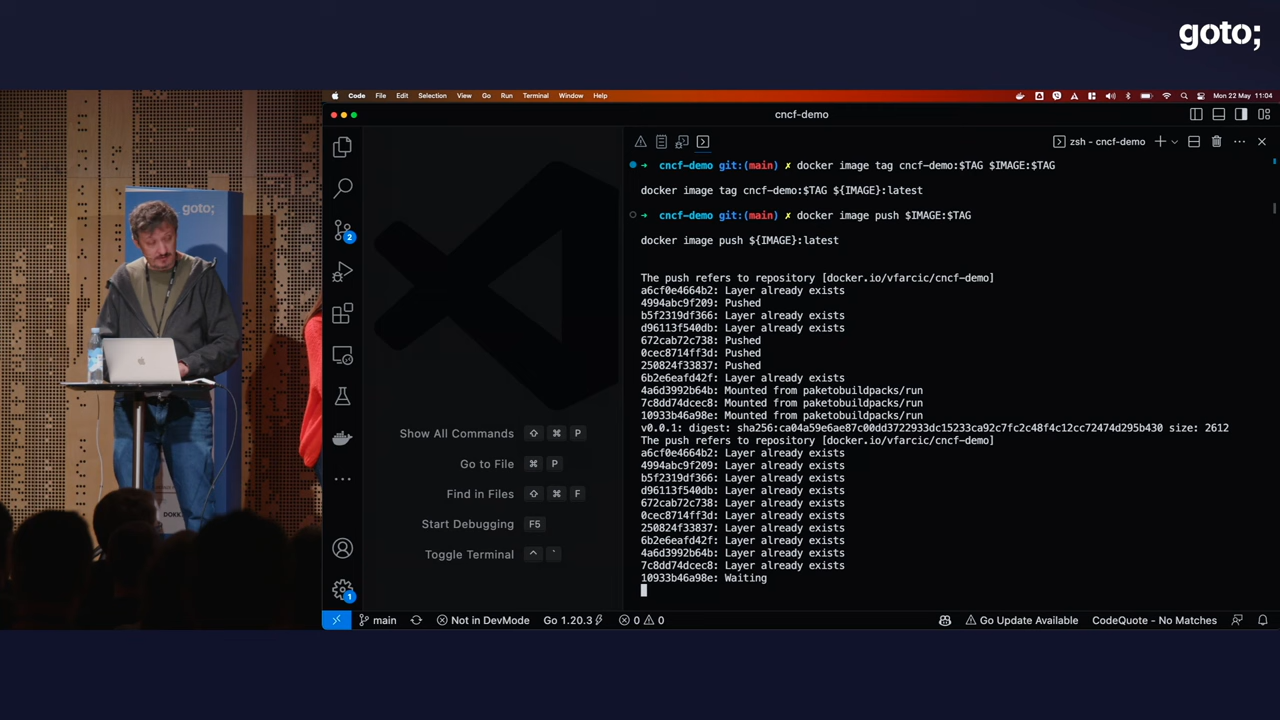 goto;
Code File Edit Selection View Go Run Terminal Window Help Mon 22 May 11:04
cncf-demo
zsh - cncf-demo
goto;
DOKK
2
1
Show All Commands ⇧ ⌘ P
Go to File ⌘ P
Find in Files ⇧ ⌘ F
Start Debugging F5
Toggle Terminal ^ `
➜ cncf-demo git:(main) ✗ docker image tag cncf-demo:$TAG $IMAGE:$TAG
docker image tag cncf-demo:$TAG ${IMAGE}:latest
➜ cncf-demo git:(main) ✗ docker image push $IMAGE:$TAG
docker image push ${IMAGE}:latest
The push refers to repository [docker.io/vfarcic/cncf-demo]
a6cf0e4664b2: Layer already exists
4994abc9f209: Pushed
b5f2319df366: Layer already exists
d96113f540db: Layer already exists
672cab72c738: Pushed
0cec8714ff3d: Pushed
250824f33837: Pushed
6b2e6eafd42f: Layer already exists
4a6d3992b64b: Mounted from paketobuildpacks/run
7c8dd74dcec8: Mounted from paketobuildpacks/run
10933b46a98e: Mounted from paketobuildpacks/run
v0.0.1: digest: sha256:ca04a59e6ae87c00dd3722933dc15233ca92c7fc2c48f4c12cc72474d295b430 size: 2612
The push refers to repository [docker.io/vfarcic/cncf-demo]
a6cf0e4664b2: Layer already exists
4994abc9f209: Layer already exists
b5f2319df366: Layer already exists
d96113f540db: Layer already exists
672cab72c738: Layer already exists
0cec8714ff3d: Layer already exists
250824f33837: Layer already exists
6b2e6eafd42f: Layer already exists
4a6d3992b64b: Layer already exists
7c8dd74dcec8: Layer already exists
10933b46a98e: Waiting
main Not in DevMode Go 1.20.3 0 0 Go Update Available CodeQuote - No Matches